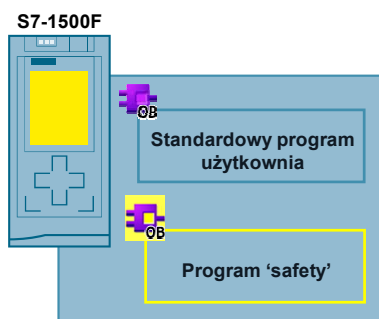 S7-1500F
OB
Standardowy program
użytkownia
OB
Program ‘safety’